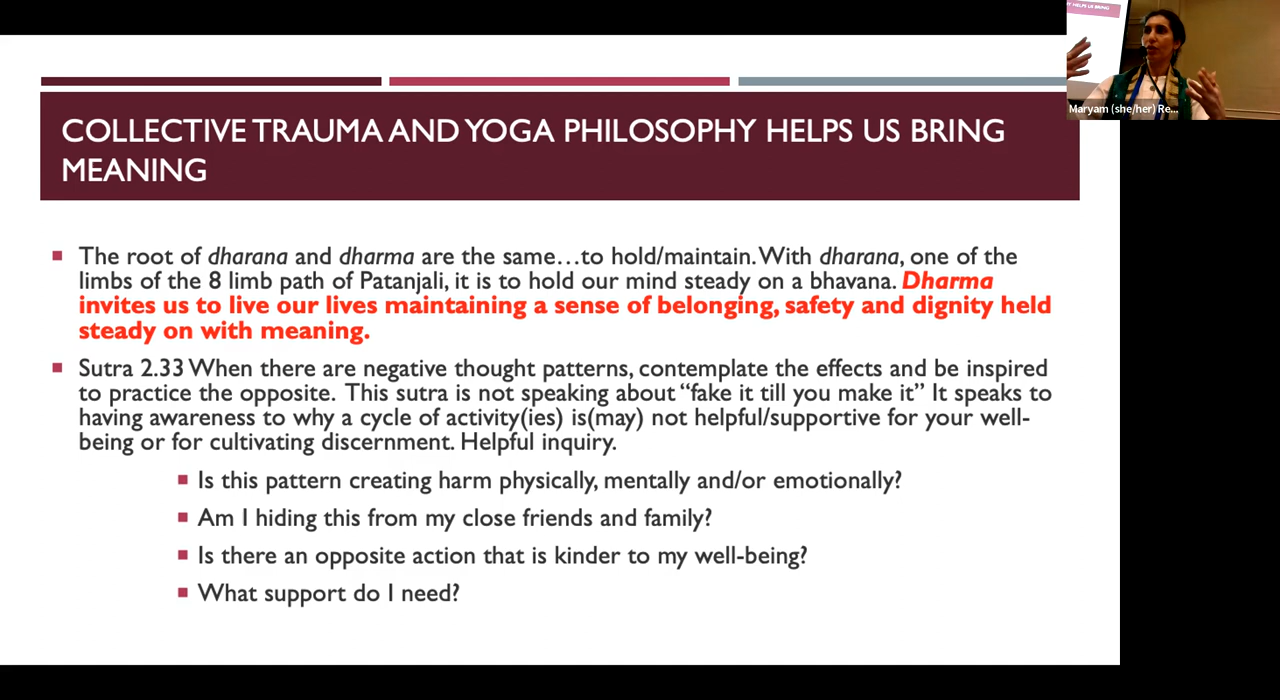 Y HELPS US BRING
Maryam (she/her) Re...
COLLECTIVE TRAUMA AND YOGA PHILOSOPHY HELPS US BRING
MEANING
The root of dharana and dharma are the same…to hold/maintain. With dharana, one of the
limbs of the 8 limb path of Patanjali, it is to hold our mind steady on a bhavana. Dharma
invites us to live our lives maintaining a sense of belonging, safety and dignity held
steady on with meaning.
Sutra 2.33 When there are negative thought patterns, contemplate the effects and be inspired
to practice the opposite. This sutra is not speaking about “fake it till you make it” It speaks to
having awareness to why a cycle of activity(ies) is(may) not helpful/supportive for your well-
being or for cultivating discernment. Helpful inquiry.
Is this pattern creating harm physically, mentally and/or emotionally?
Am I hiding this from my close friends and family?
Is there an opposite action that is kinder to my well-being?
What support do I need?